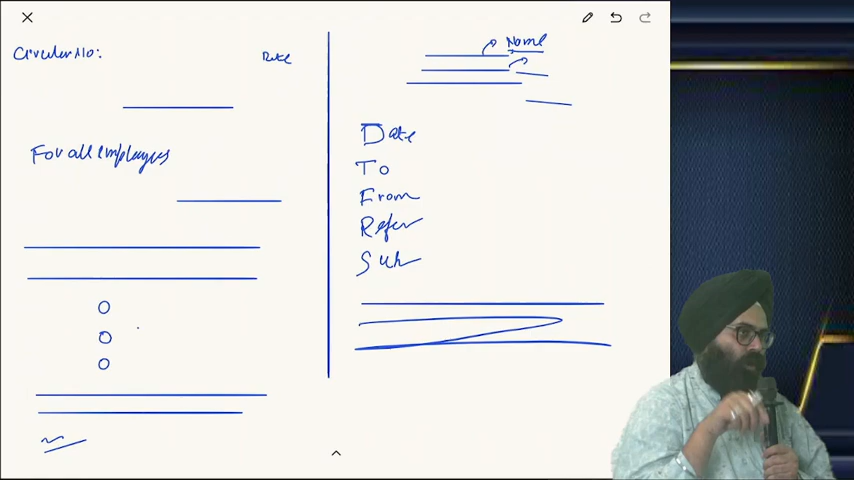 Circular No:
Date
For all employees
Name
Date
To
From
Refer
Sub